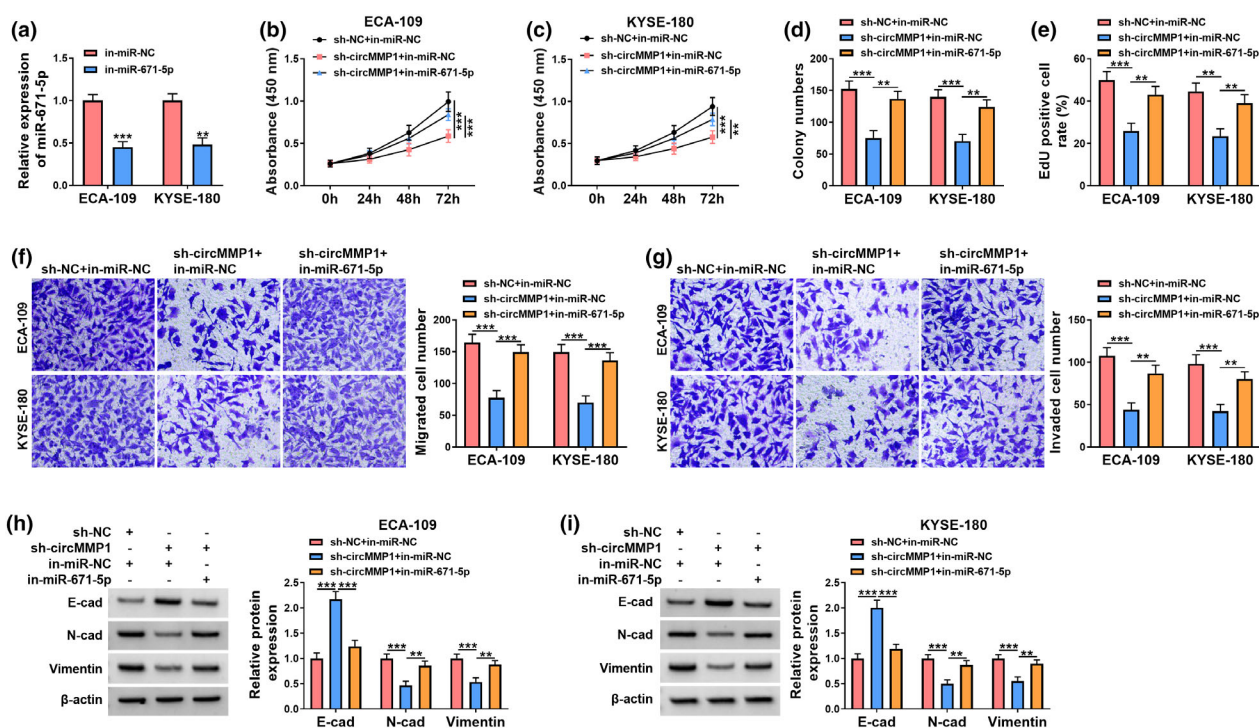 (a)
in-miR-NC
in-miR-671-5p
Relative expression
of miR-671-5p
1.5
1.0
0.5
0.0
***
**
ECA-109
KYSE-180
(b)
ECA-109
sh-NC+in-miR-NC
sh-circMMP1+in-miR-NC
sh-circMMP1+in-miR-671-5p
Absorbance (450 nm)
1.5
1.0
0.5
0.0
***
***
0h
24h
48h
72h
(c)
KYSE-180
sh-NC+in-miR-NC
sh-circMMP1+in-miR-NC
sh-circMMP1+in-miR-671-5p
Absorbance (450 nm)
1.5
1.0
0.5
0.0
***
**
0h
24h
48h
72h
(d)
sh-NC+in-miR-NC
sh-circMMP1+in-miR-NC
sh-circMMP1+in-miR-671-5p
Colony numbers
200
150
100
50
0
***
**
***
**
ECA-109
KYSE-180
(e)
sh-NC+in-miR-NC
sh-circMMP1+in-miR-NC
sh-circMMP1+in-miR-671-5p
EdU positive cell
rate (%)
60
40
20
0
***
**
**
**
ECA-109
KYSE-180
(f)
sh-NC+in-miR-NC
sh-circMMP1+
in-miR-NC
sh-circMMP1+
in-miR-671-5p
ECA-109
KYSE-180
sh-NC+in-miR-NC
sh-circMMP1+in-miR-NC
sh-circMMP1+in-miR-671-5p
Migrated cell number
200
150
100
50
0
***
***
***
***
ECA-109
KYSE-180
(g)
sh-NC+in-miR-NC
sh-circMMP1+
in-miR-NC
sh-circMMP1+
in-miR-671-5p
ECA-109
KYSE-180
sh-NC+in-miR-NC
sh-circMMP1+in-miR-NC
sh-circMMP1+in-miR-671-5p
Invaded cell number
150
100
50
0
***
**
***
**
ECA-109
KYSE-180
(h)
sh-NC + - -
sh-circMMP1 - + +
in-miR-NC + + -
in-miR-671-5p - - +
E-cad
N-cad
Vimentin
β-actin
ECA-109
sh-NC+in-miR-NC
sh-circMMP1+in-miR-NC
sh-circMMP1+in-miR-671-5p
Relative protein
expression
2.5
2.0
1.5
1.0
0.5
0.0
***
***
***
**
***
**
E-cad
N-cad
Vimentin
(i)
sh-NC + - -
sh-circMMP1 - + +
in-miR-NC + + -
in-miR-671-5p - - +
E-cad
N-cad
Vimentin
β-actin
KYSE-180
sh-NC+in-miR-NC
sh-circMMP1+in-miR-NC
sh-circMMP1+in-miR-671-5p
Relative protein
expression
2.5
2.0
1.5
1.0
0.5
0.0
***
***
***
**
***
**
E-cad
N-cad
Vimentin